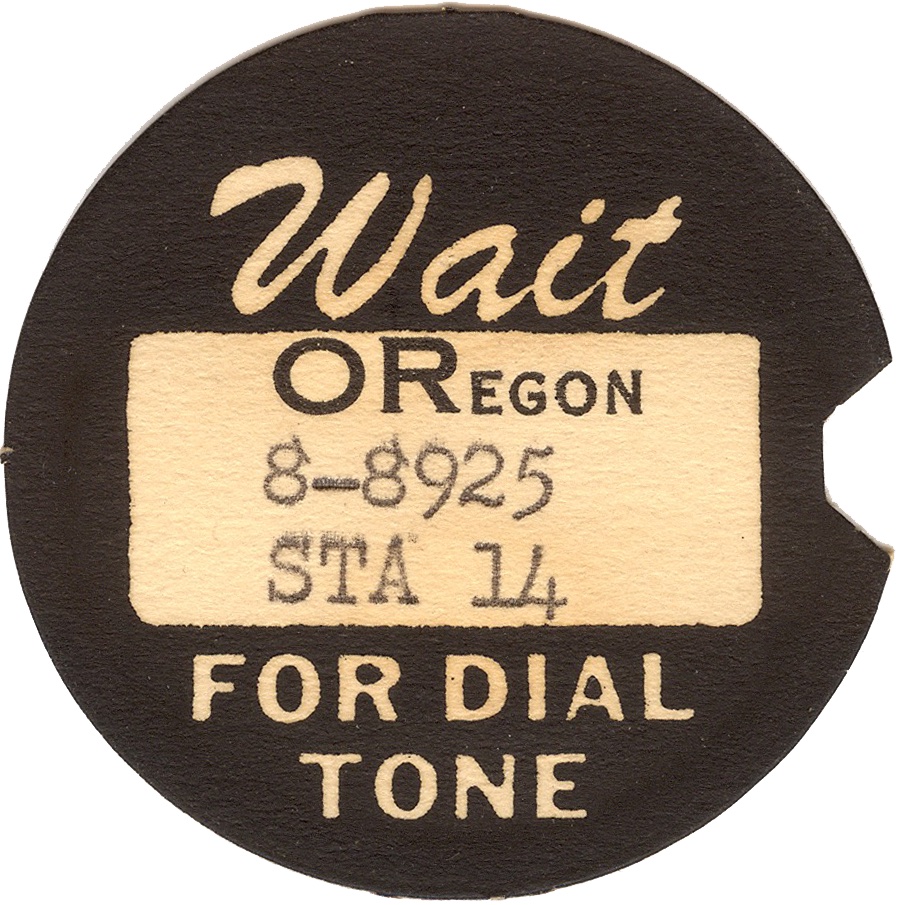 Wait
OREGON
8-8925
STA 14
FOR DIAL
TONE